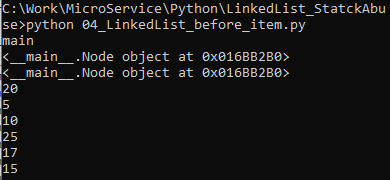 C:\Work\MicroService\Python\LinkedList_StatckAbu
se>python 04_LinkedList_before_item.py
main
<__main__.Node object at 0x016BB2B0>
<__main__.Node object at 0x016BB2B0>
20
5
10
25
17
15